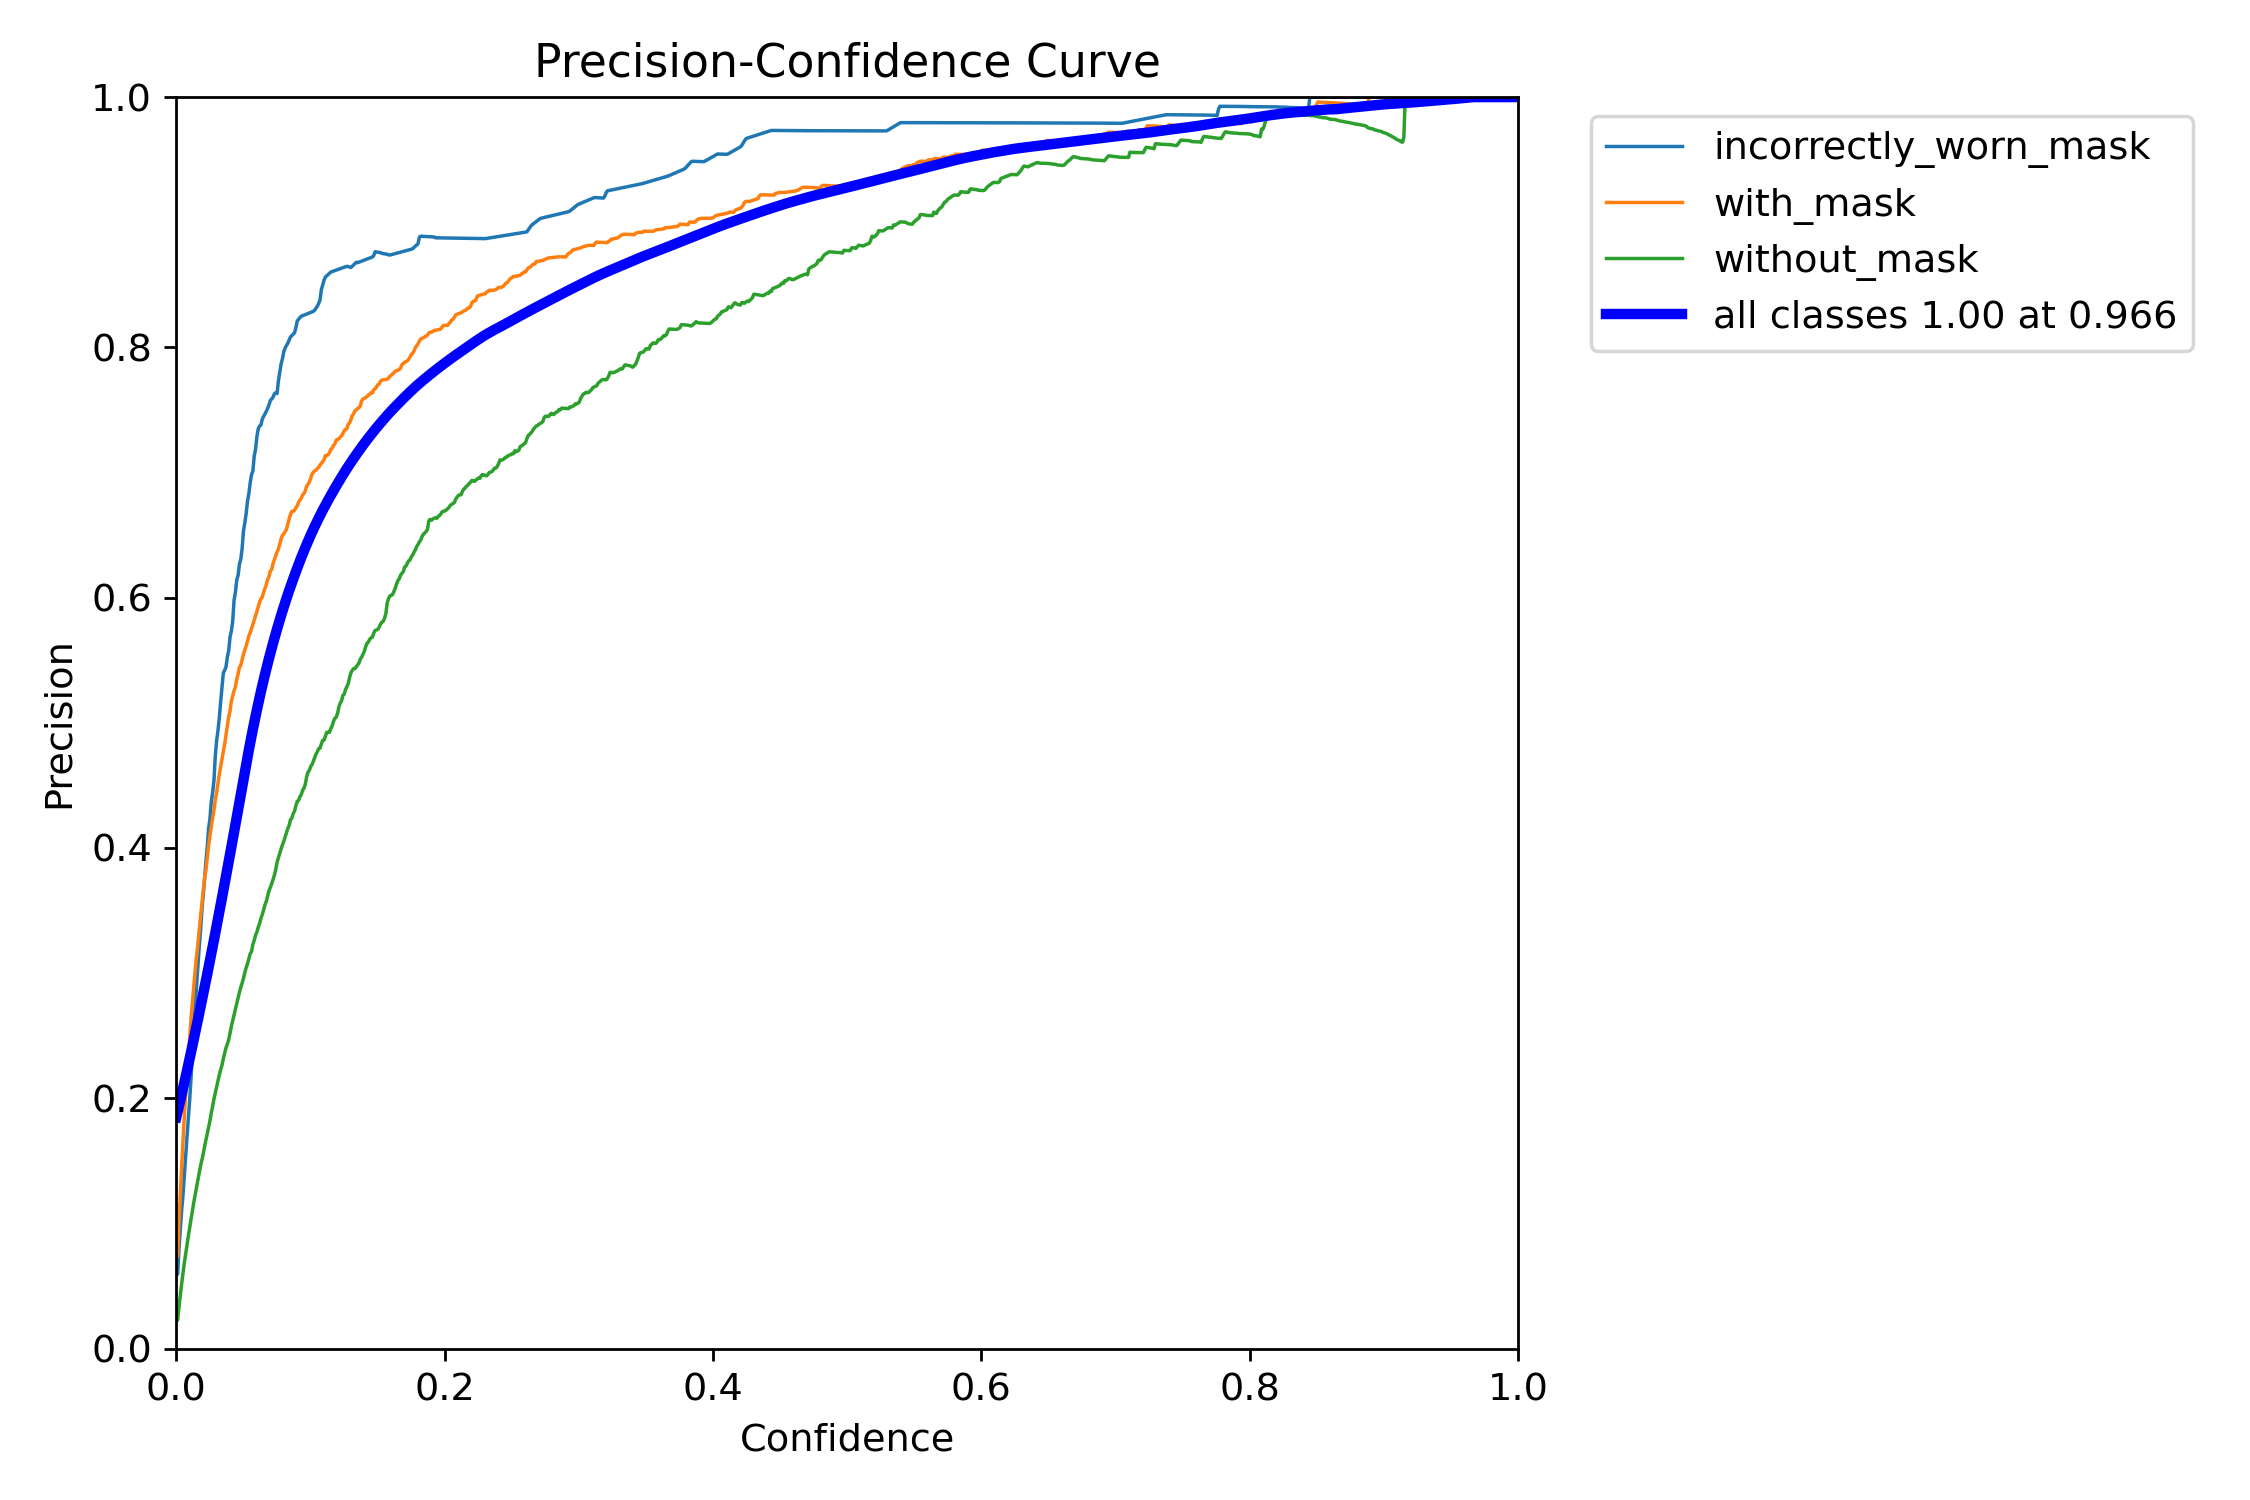 Precision-Confidence Curve
1.0
0.8
0.6
0.4
0.2
0.0
Precision
0.0 0.2 0.4 0.6 0.8 1.0
Confidence
incorrectly_worn_mask
with_mask
without_mask
all classes 1.00 at 0.966